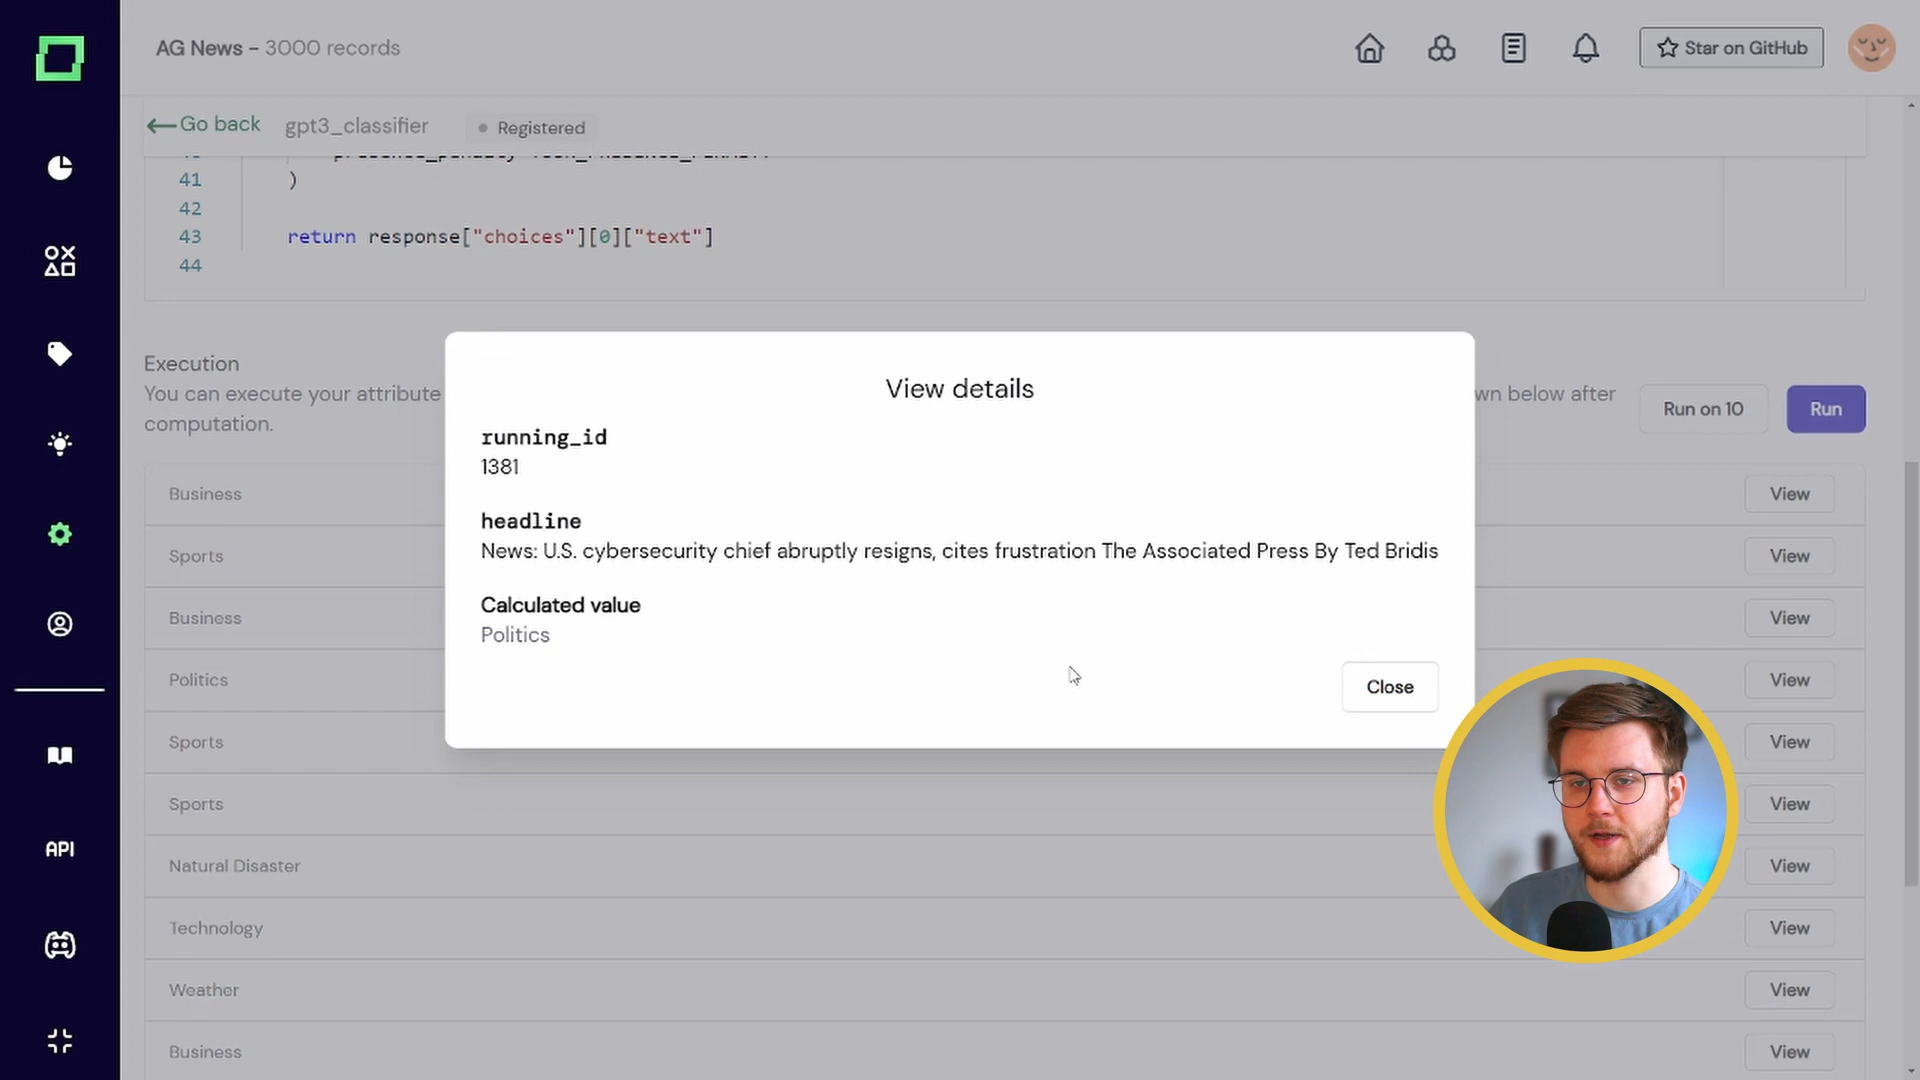 AG News – 3000 records
Star on GitHub
Go back
gpt3_classifier
Registered
41 )
42
43 return response["choices"][0]["text"]
44
Execution
You can execute your attribute
wn below after
computation.
Run on 10
Run
View details
running_id
1381
headline
News: U.S. cybersecurity chief abruptly resigns, cites frustration The Associated Press By Ted Bridis
Calculated value
Politics
Close
Business View
Sports View
Business View
Politics View
Sports View
Sports View
Natural Disaster View
Technology View
Weather View
Business View
API